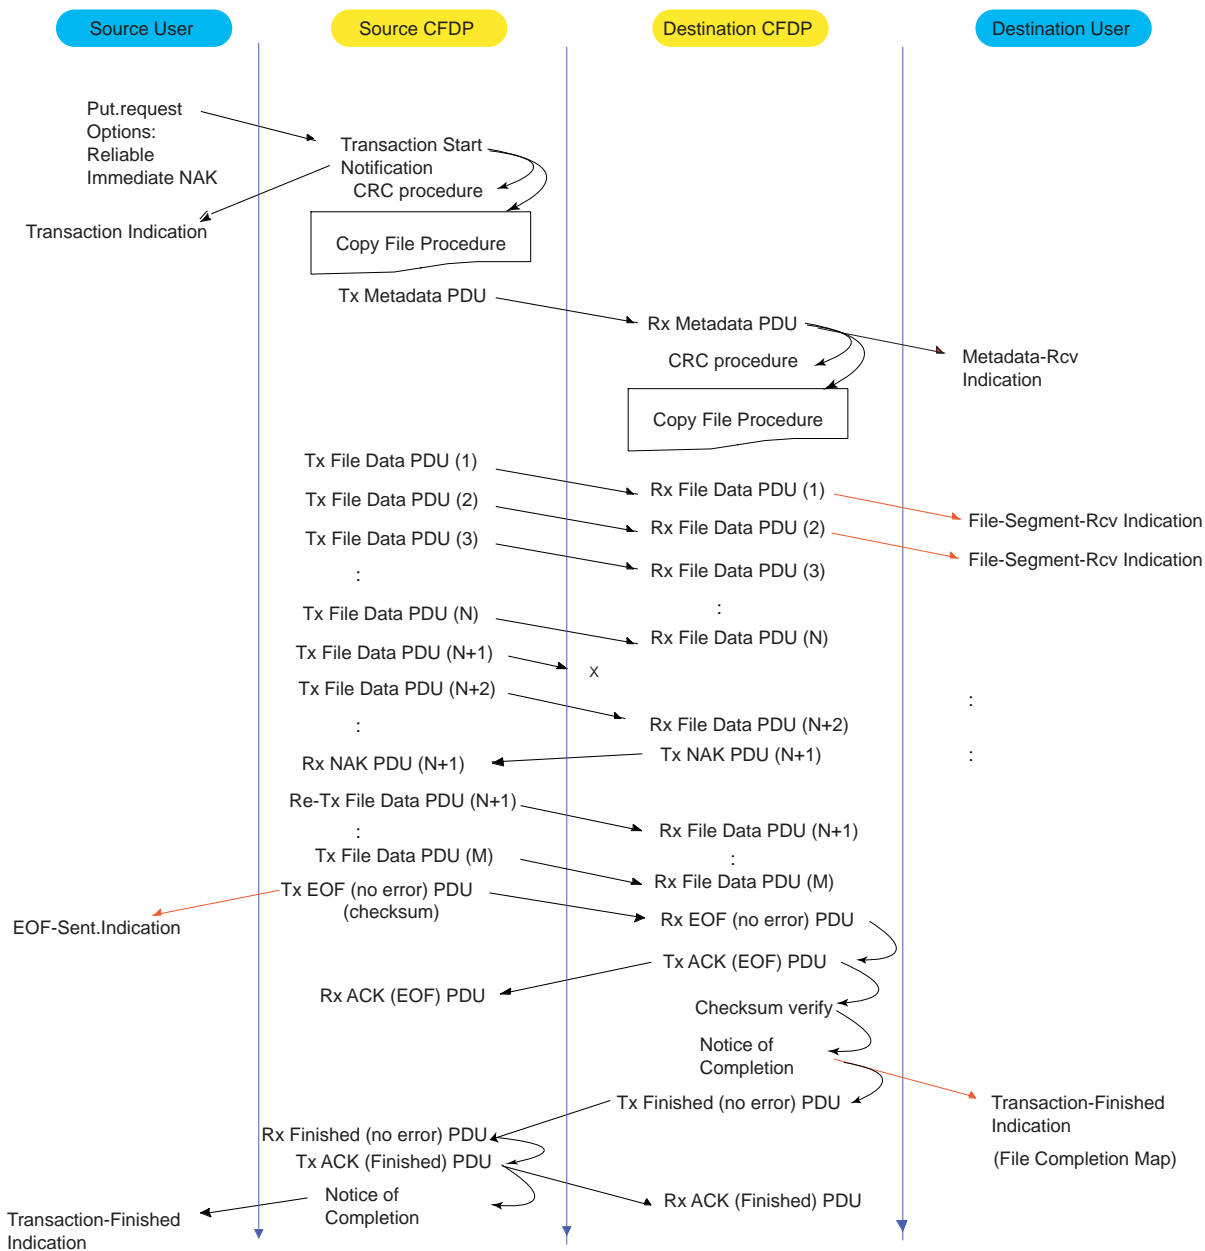 Source User
Source CFDP
Destination CFDP
Destination User
Put.request
Options:
Reliable
Immediate NAK
Transaction Start
Notification
CRC procedure
Transaction Indication
Copy File Procedure
Tx Metadata PDU
Rx Metadata PDU
CRC procedure
Metadata-Rcv
Indication
Copy File Procedure
Tx File Data PDU (1)
Rx File Data PDU (1)
Tx File Data PDU (2)
File-Segment-Rcv Indication
Rx File Data PDU (2)
Tx File Data PDU (3)
File-Segment-Rcv Indication
Rx File Data PDU (3)
:
:
Tx File Data PDU (N)
Rx File Data PDU (N)
Tx File Data PDU (N+1)
X
Tx File Data PDU (N+2)
:
Rx File Data PDU (N+2)
:
Tx NAK PDU (N+1)
:
Rx NAK PDU (N+1)
Re-Tx File Data PDU (N+1)
Rx File Data PDU (N+1)
:
:
Tx File Data PDU (M)
Rx File Data PDU (M)
Tx EOF (no error) PDU
(checksum)
EOF-Sent.Indication
Rx EOF (no error) PDU
Tx ACK (EOF) PDU
Rx ACK (EOF) PDU
Checksum verify
Notice of
Completion
Tx Finished (no error) PDU
Transaction-Finished
Indication
(File Completion Map)
Rx Finished (no error) PDU
Tx ACK (Finished) PDU
Notice of
Completion
Rx ACK (Finished) PDU
Transaction-Finished
Indication